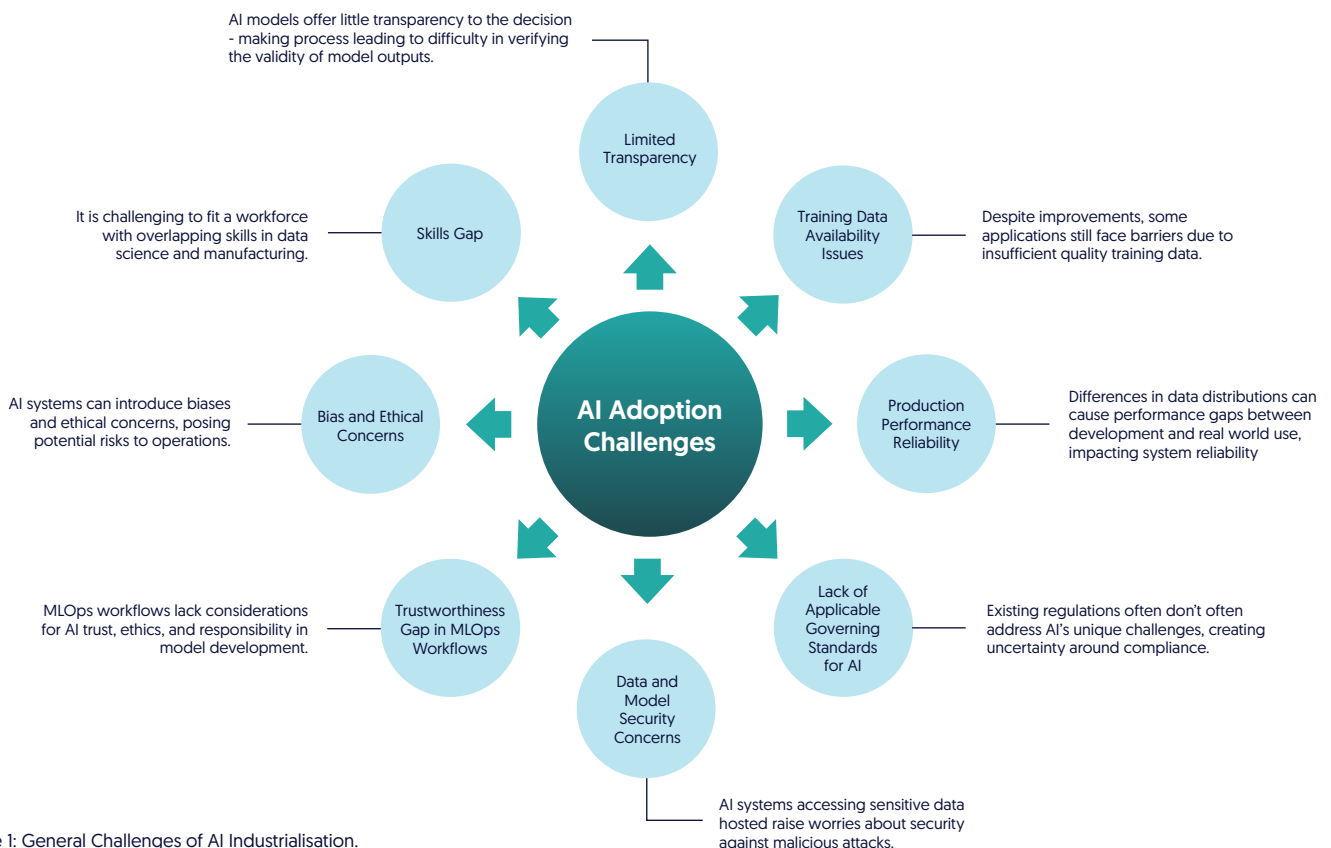 AI models offer little transparency to the decision
- making process leading to difficulty in verifying
the validity of model outputs.
Limited
Transparency
Training Data
Availability
Issues
Despite improvements, some
applications still face barriers due to
insufficient quality training data.
Production
Performance
Reliability
Differences in data distributions can
cause performance gaps between
development and real world use,
impacting system reliability
Lack of
Applicable
Governing
Standards
for AI
Existing regulations often don't often
address AI's unique challenges, creating
uncertainty around compliance.
Data and
Model
Security
Concerns
AI systems accessing sensitive data
hosted raise worries about security
against malicious attacks.
Trustworthiness
Gap in MLOps
Workflows
MLOps workflows lack considerations
for AI trust, ethics, and responsibility in
model development.
Bias and Ethical
Concerns
AI systems can introduce biases
and ethical concerns, posing
potential risks to operations.
Skills Gap
It is challenging to fit a workforce
with overlapping skills in data
science and manufacturing.
AI Adoption
Challenges
1: General Challenges of AI Industrialisation.